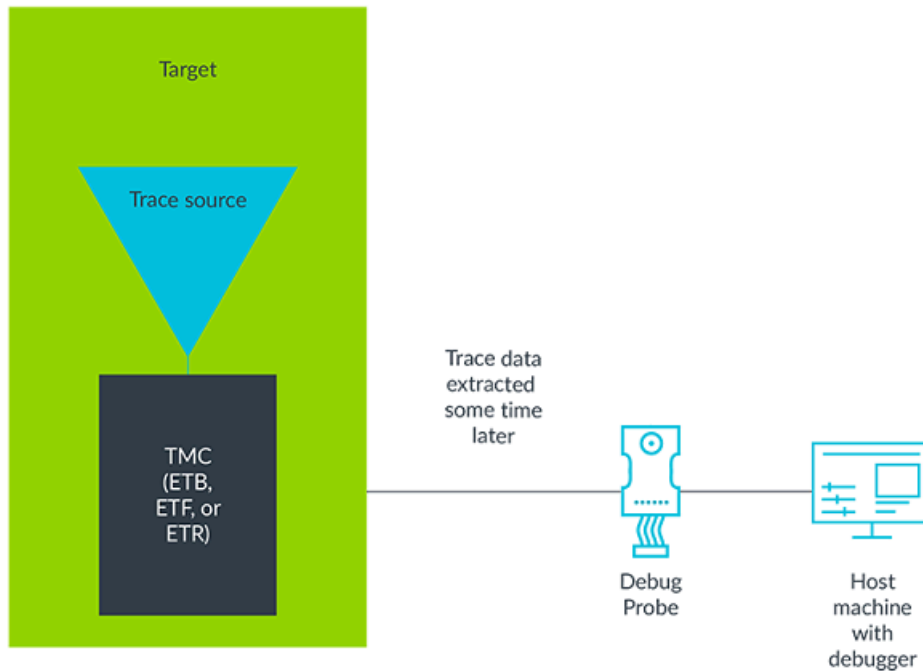 Target
Trace source
TMC
(ETB,
ETF, or
ETR)
Trace data
extracted
some time
later
Debug
Probe
Host
machine
with
debugger